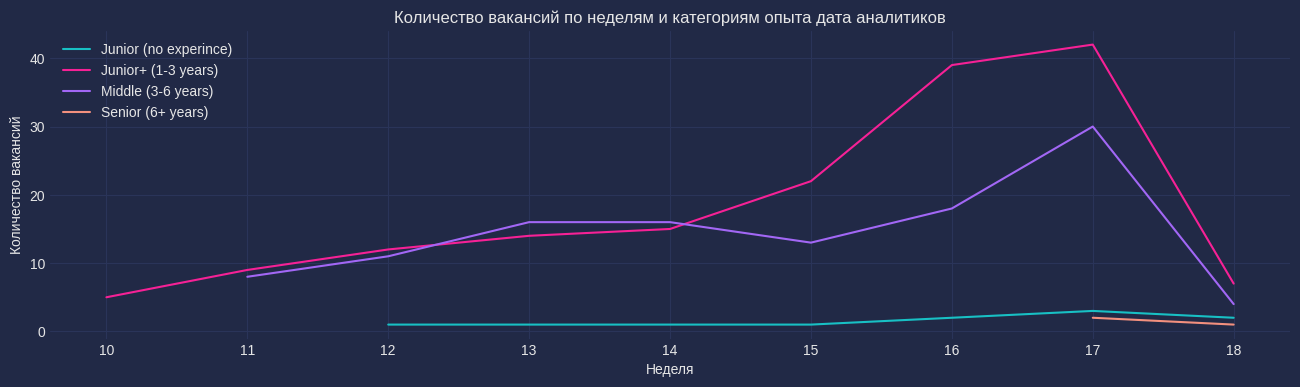 Количество вакансий по неделям и категориям опыта дата аналитиков
Junior (no experince)
Junior+ (1-3 years)
Middle (3-6 years)
Senior (6+ years)
Количество вакансий
40
30
20
10
0
10 11 12 13 14 15 16 17 18
Неделя